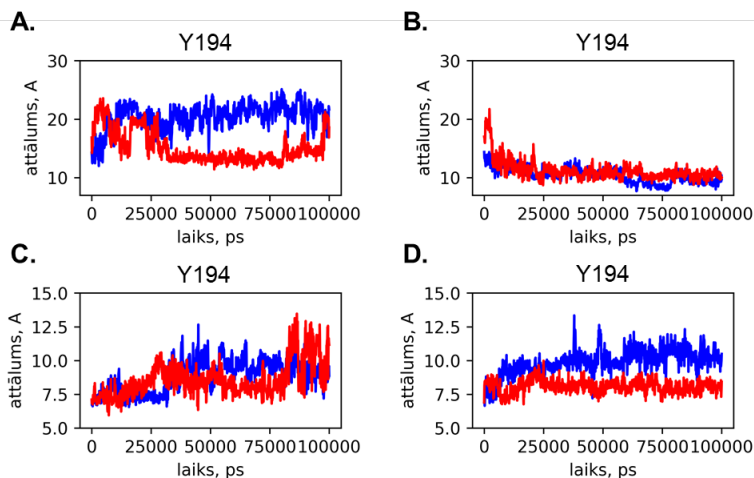 A.
Y194
attālums, A
30
20
10
0 25000 50000 75000 100000
laiks, ps
B.
Y194
attālums, A
30
20
10
0 25000 50000 75000 100000
laiks, ps
C.
Y194
attālums, A
15.0
12.5
10.0
7.5
5.0
0 25000 50000 75000 100000
laiks, ps
D.
Y194
attālums, A
15.0
12.5
10.0
7.5
5.0
0 25000 50000 75000 100000
laiks, ps